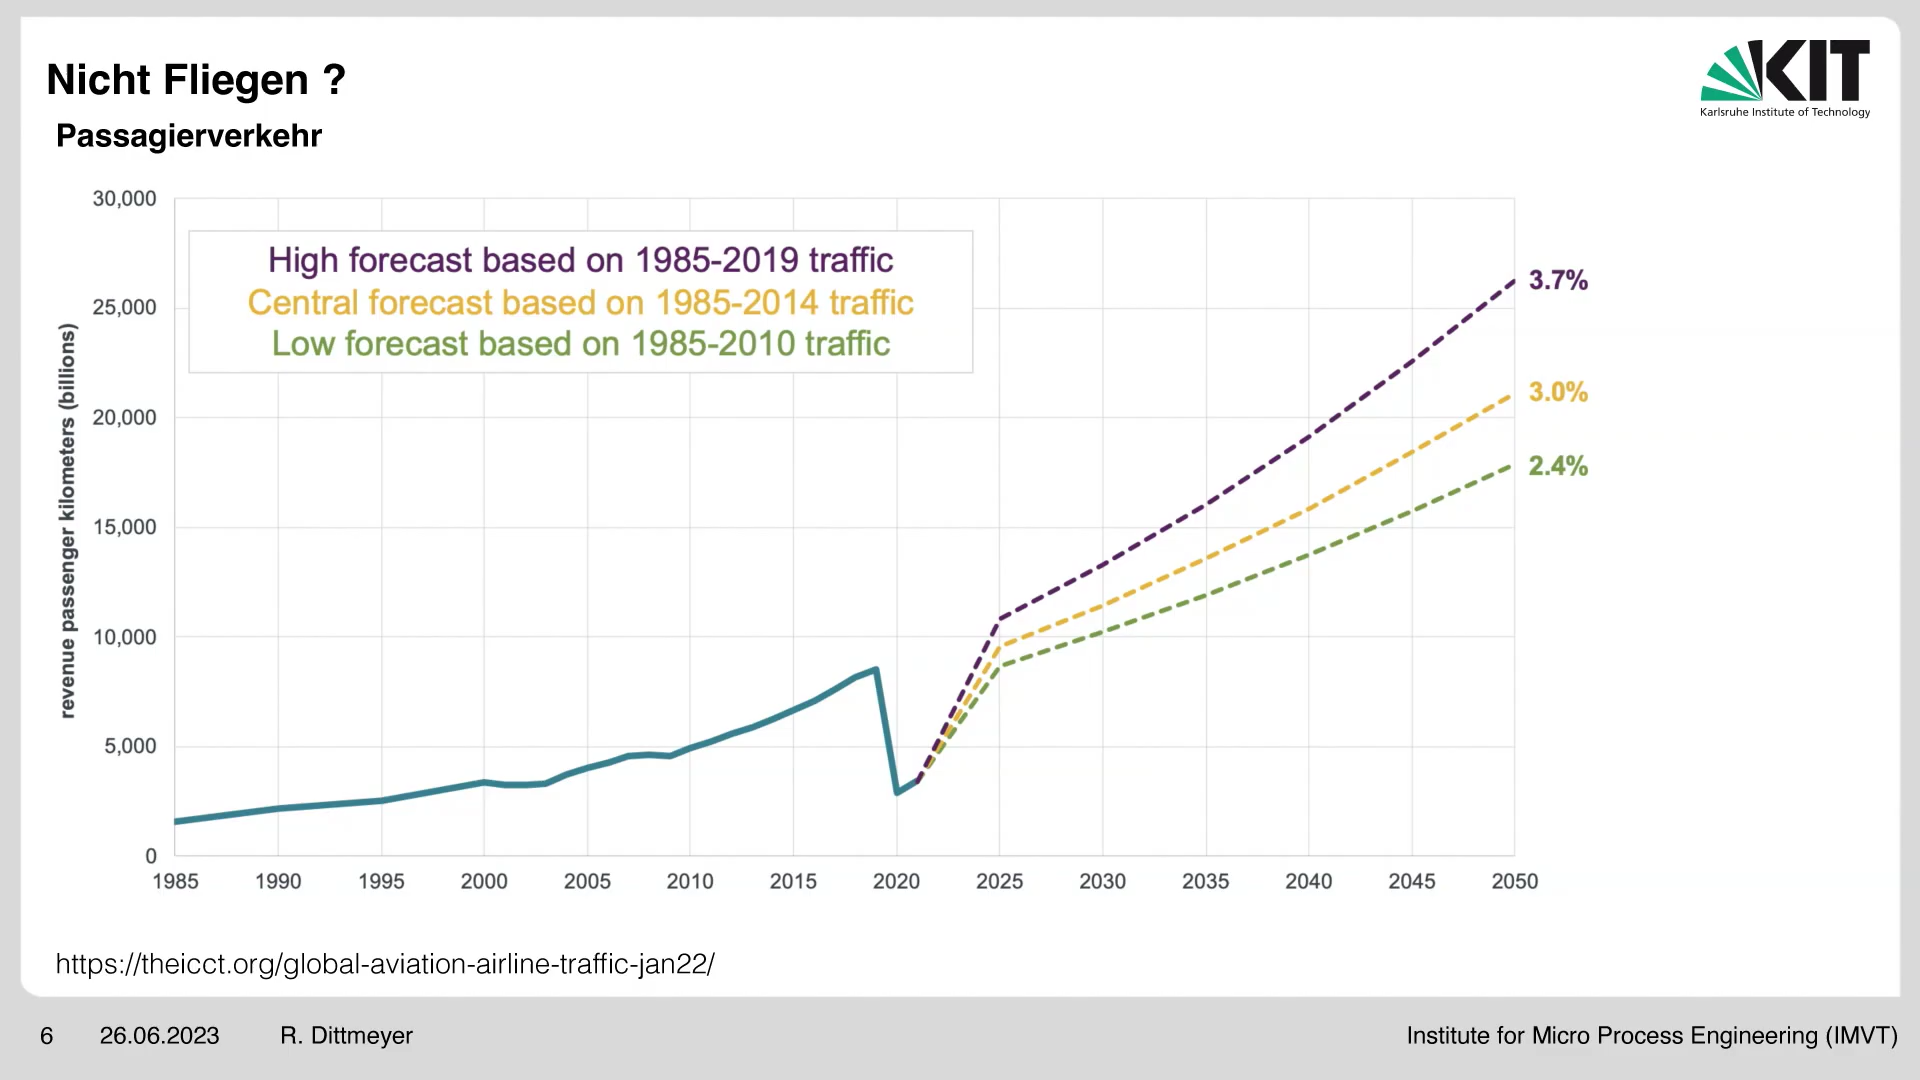 Nicht Fliegen ?
Passagierverkehr
KIT
Karlsruhe Institute of Technology
30,000
25,000
20,000
15,000
10,000
5,000
0
revenue passenger kilometers (billions)
High forecast based on 1985-2019 traffic
Central forecast based on 1985-2014 traffic
Low forecast based on 1985-2010 traffic
3.7%
3.0%
2.4%
1985 1990 1995 2000 2005 2010 2015 2020 2025 2030 2035 2040 2045 2050
https://theicct.org/global-aviation-airline-traffic-jan22/
6 26.06.2023 R. Dittmeyer Institute for Micro Process Engineering (IMVT)